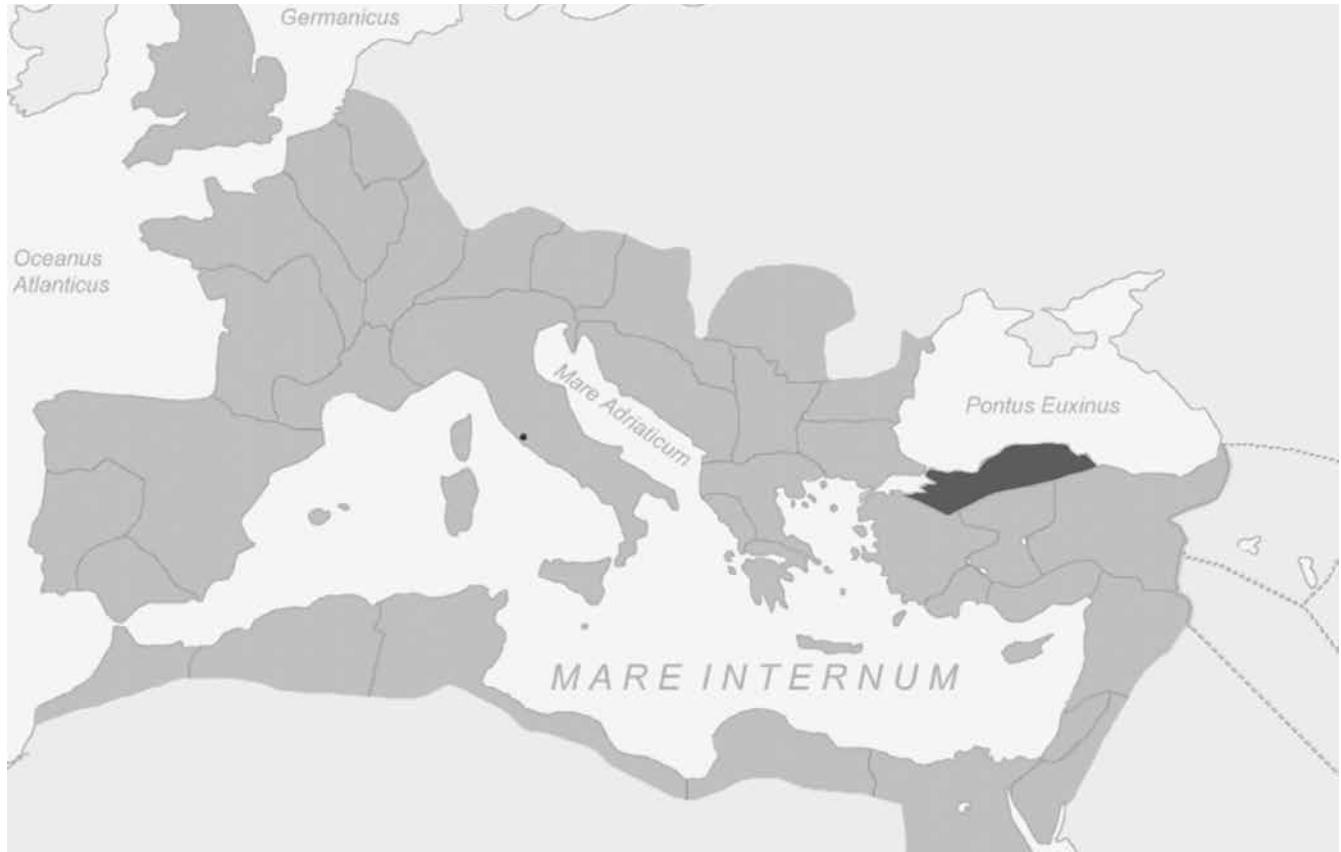 Germanicus
Oceanus
Atlanticus
Mare Adriaticum
Pontus Euxinus
MARE INTERNUM